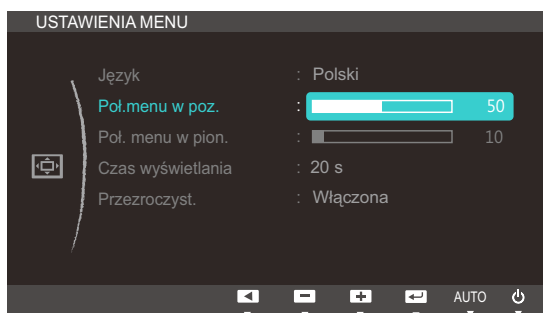 USTAWIENIA MENU
Język : Polski
Poł.menu w poz. : 50
Poł. menu w pion. : 10
Czas wyświetlania : 20 s
Przezroczyst. : Włączona
AUTO